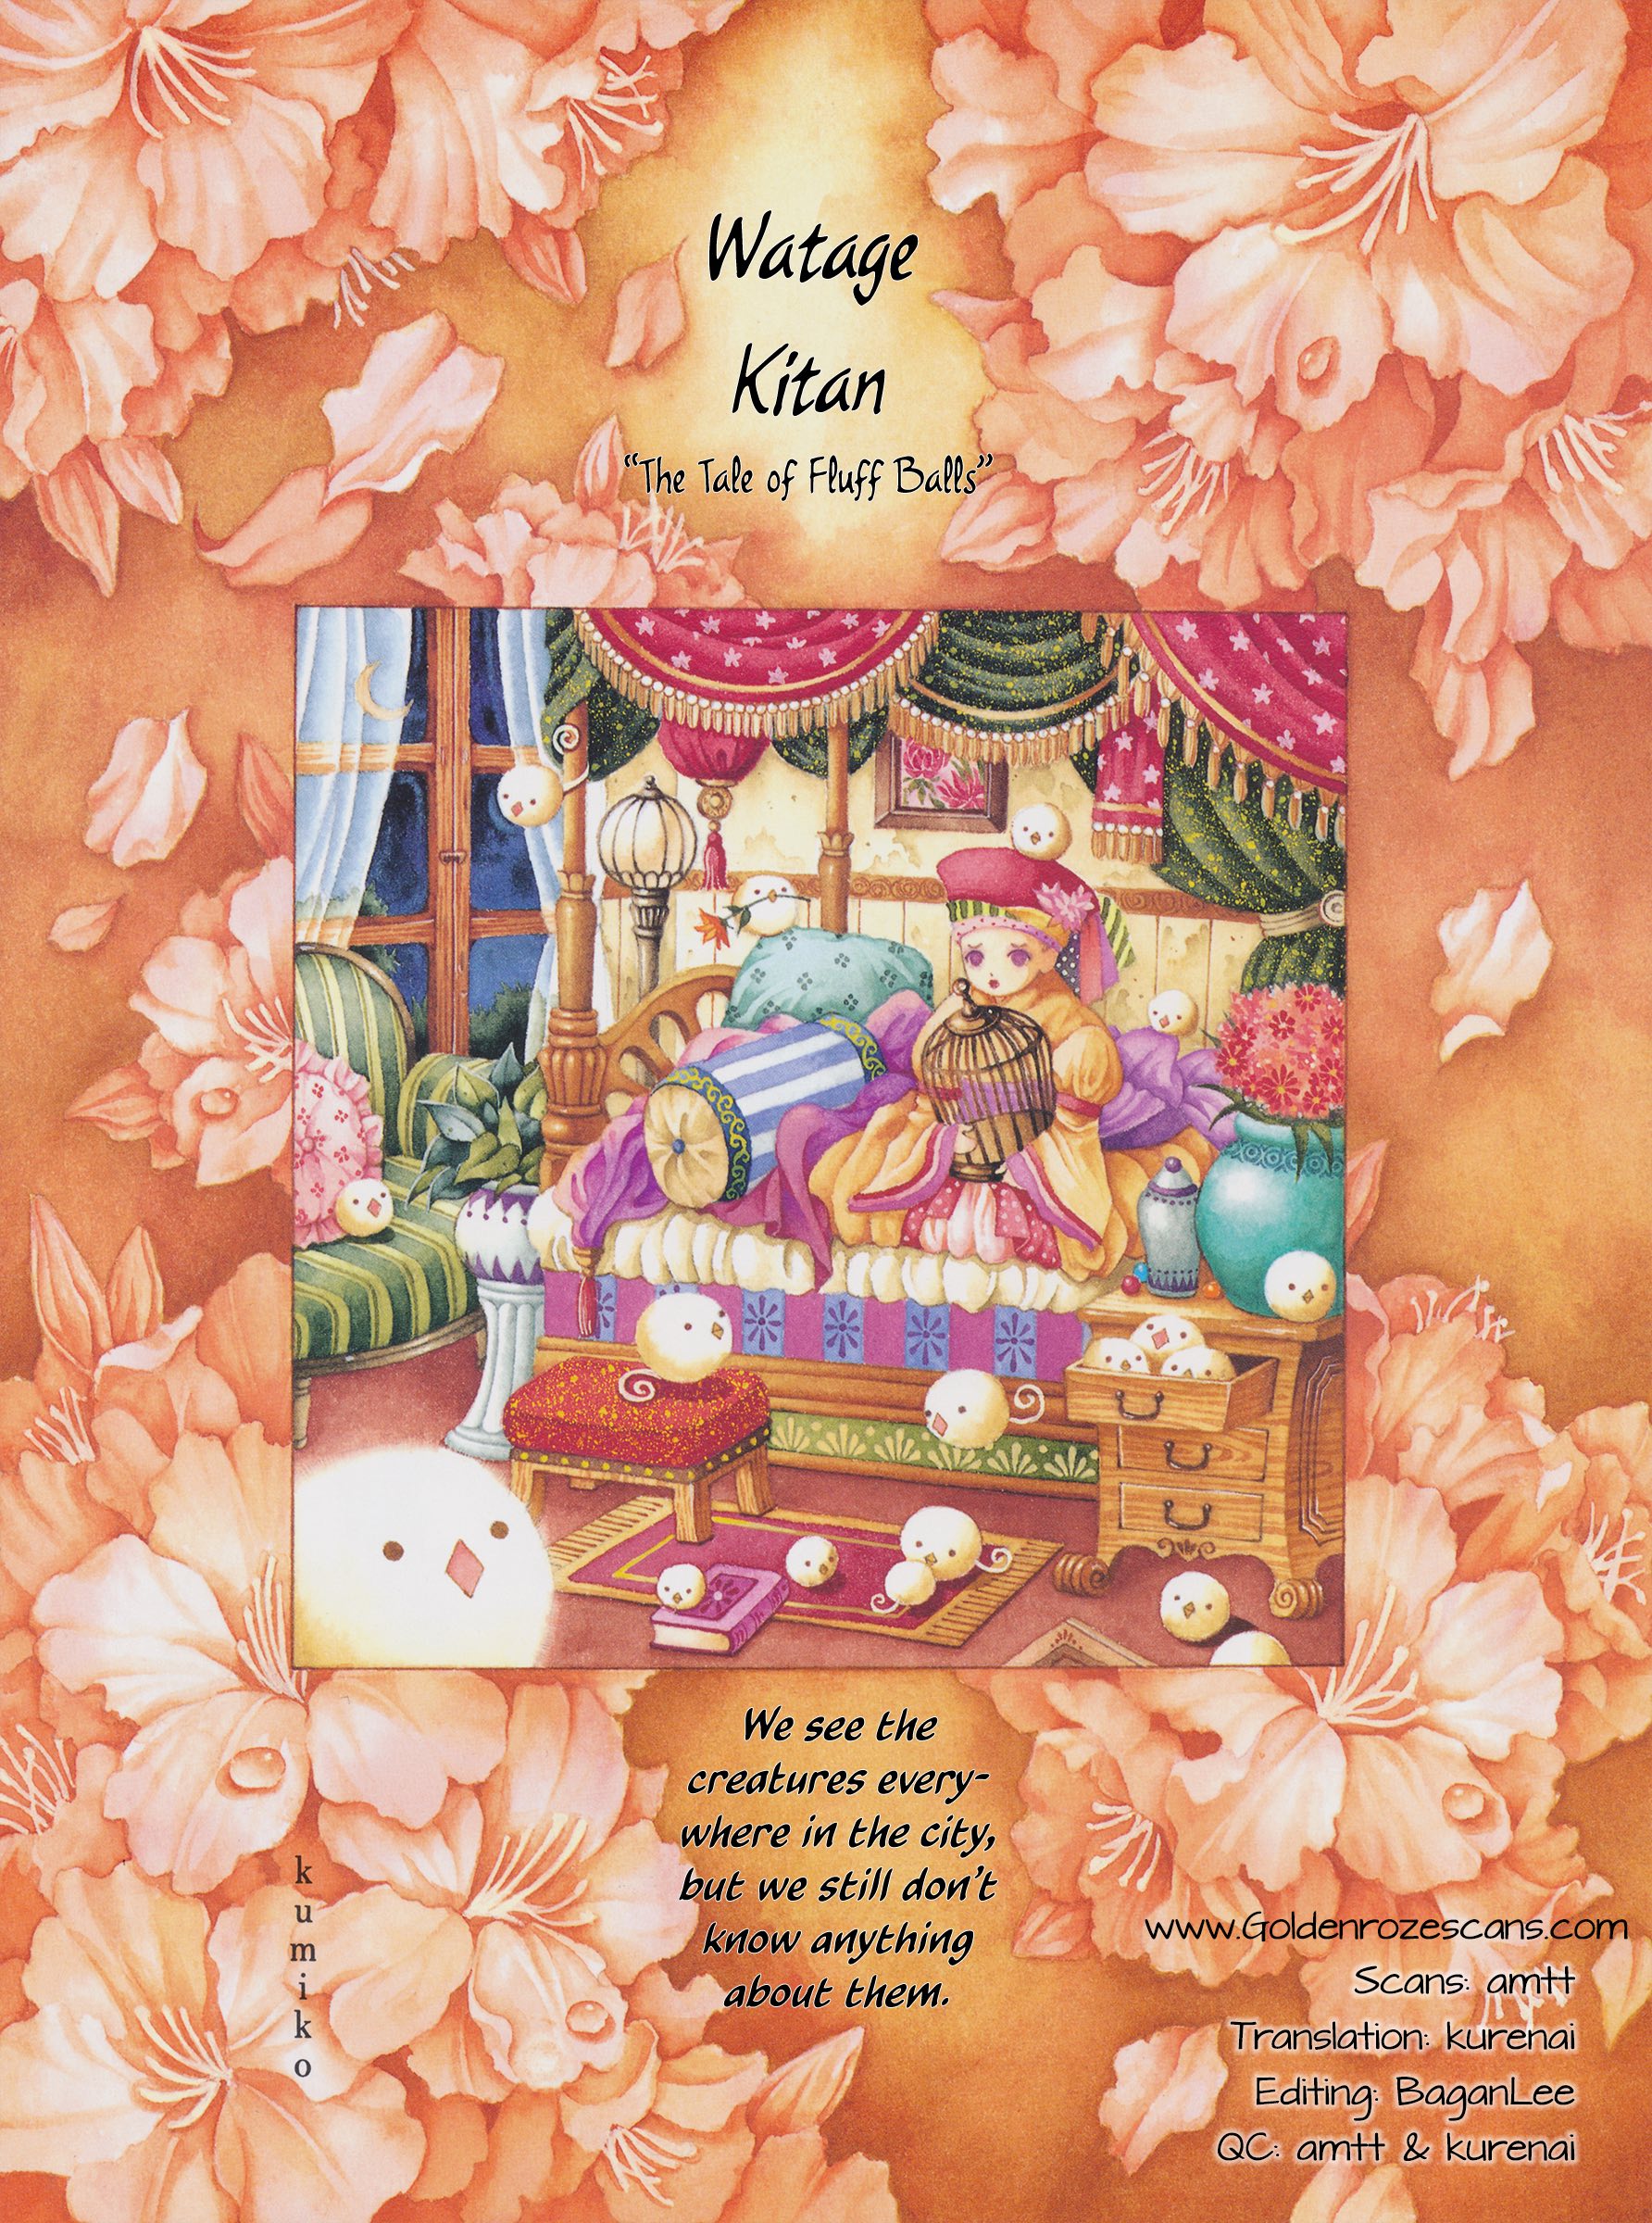 Watage
Kitan
“The Tale of Fluff Balls”
We see the
creatures every-
where in the city,
but we still don't
know anything
about them.
kumiko
www.Goldenrozescans.com
Scans: amtt
Translation: kurenai
Editing: BaganLee
QC: amtt & kurenai